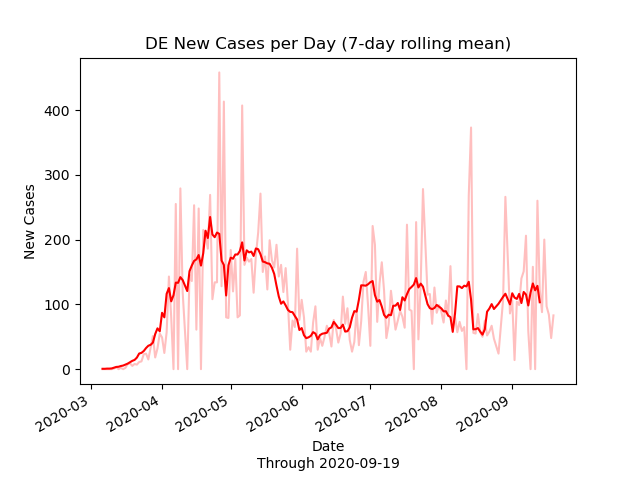 DE New Cases per Day (7-day rolling mean)
New Cases
400
300
200
100
0
2020-03 2020-04 2020-05 2020-06 2020-07 2020-08 2020-09
Date
Through 2020-09-19